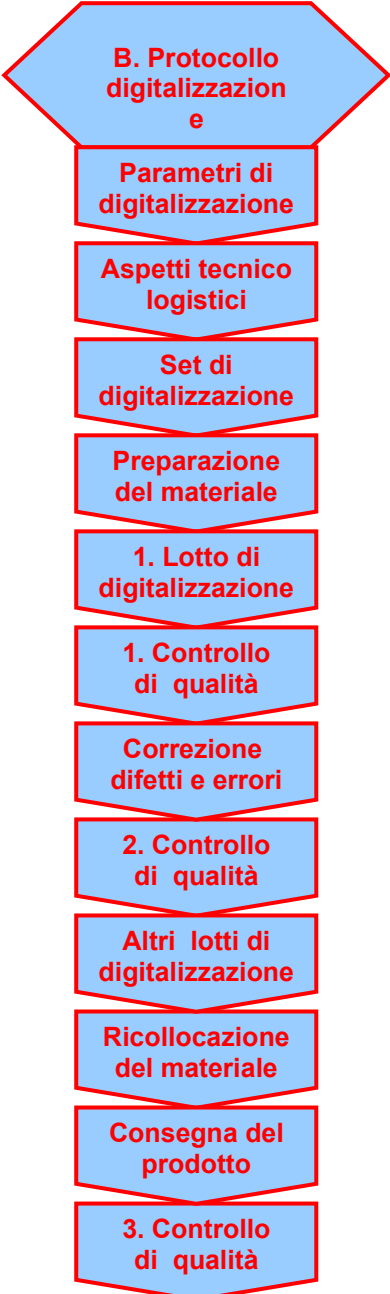 B. Protocollo
digitalizzazion
e
Parametri di
digitalizzazione
Aspetti tecnico
logistici
Set di
digitalizzazione
Preparazione
del materiale
1. Lotto di
digitalizzazione
1. Controllo
di  qualità
Correzione
difetti e errori
2. Controllo
di  qualità
Altri  lotti di
digitalizzazione
Ricollocazione
del materiale
Consegna del
prodotto
3. Controllo
di  qualità